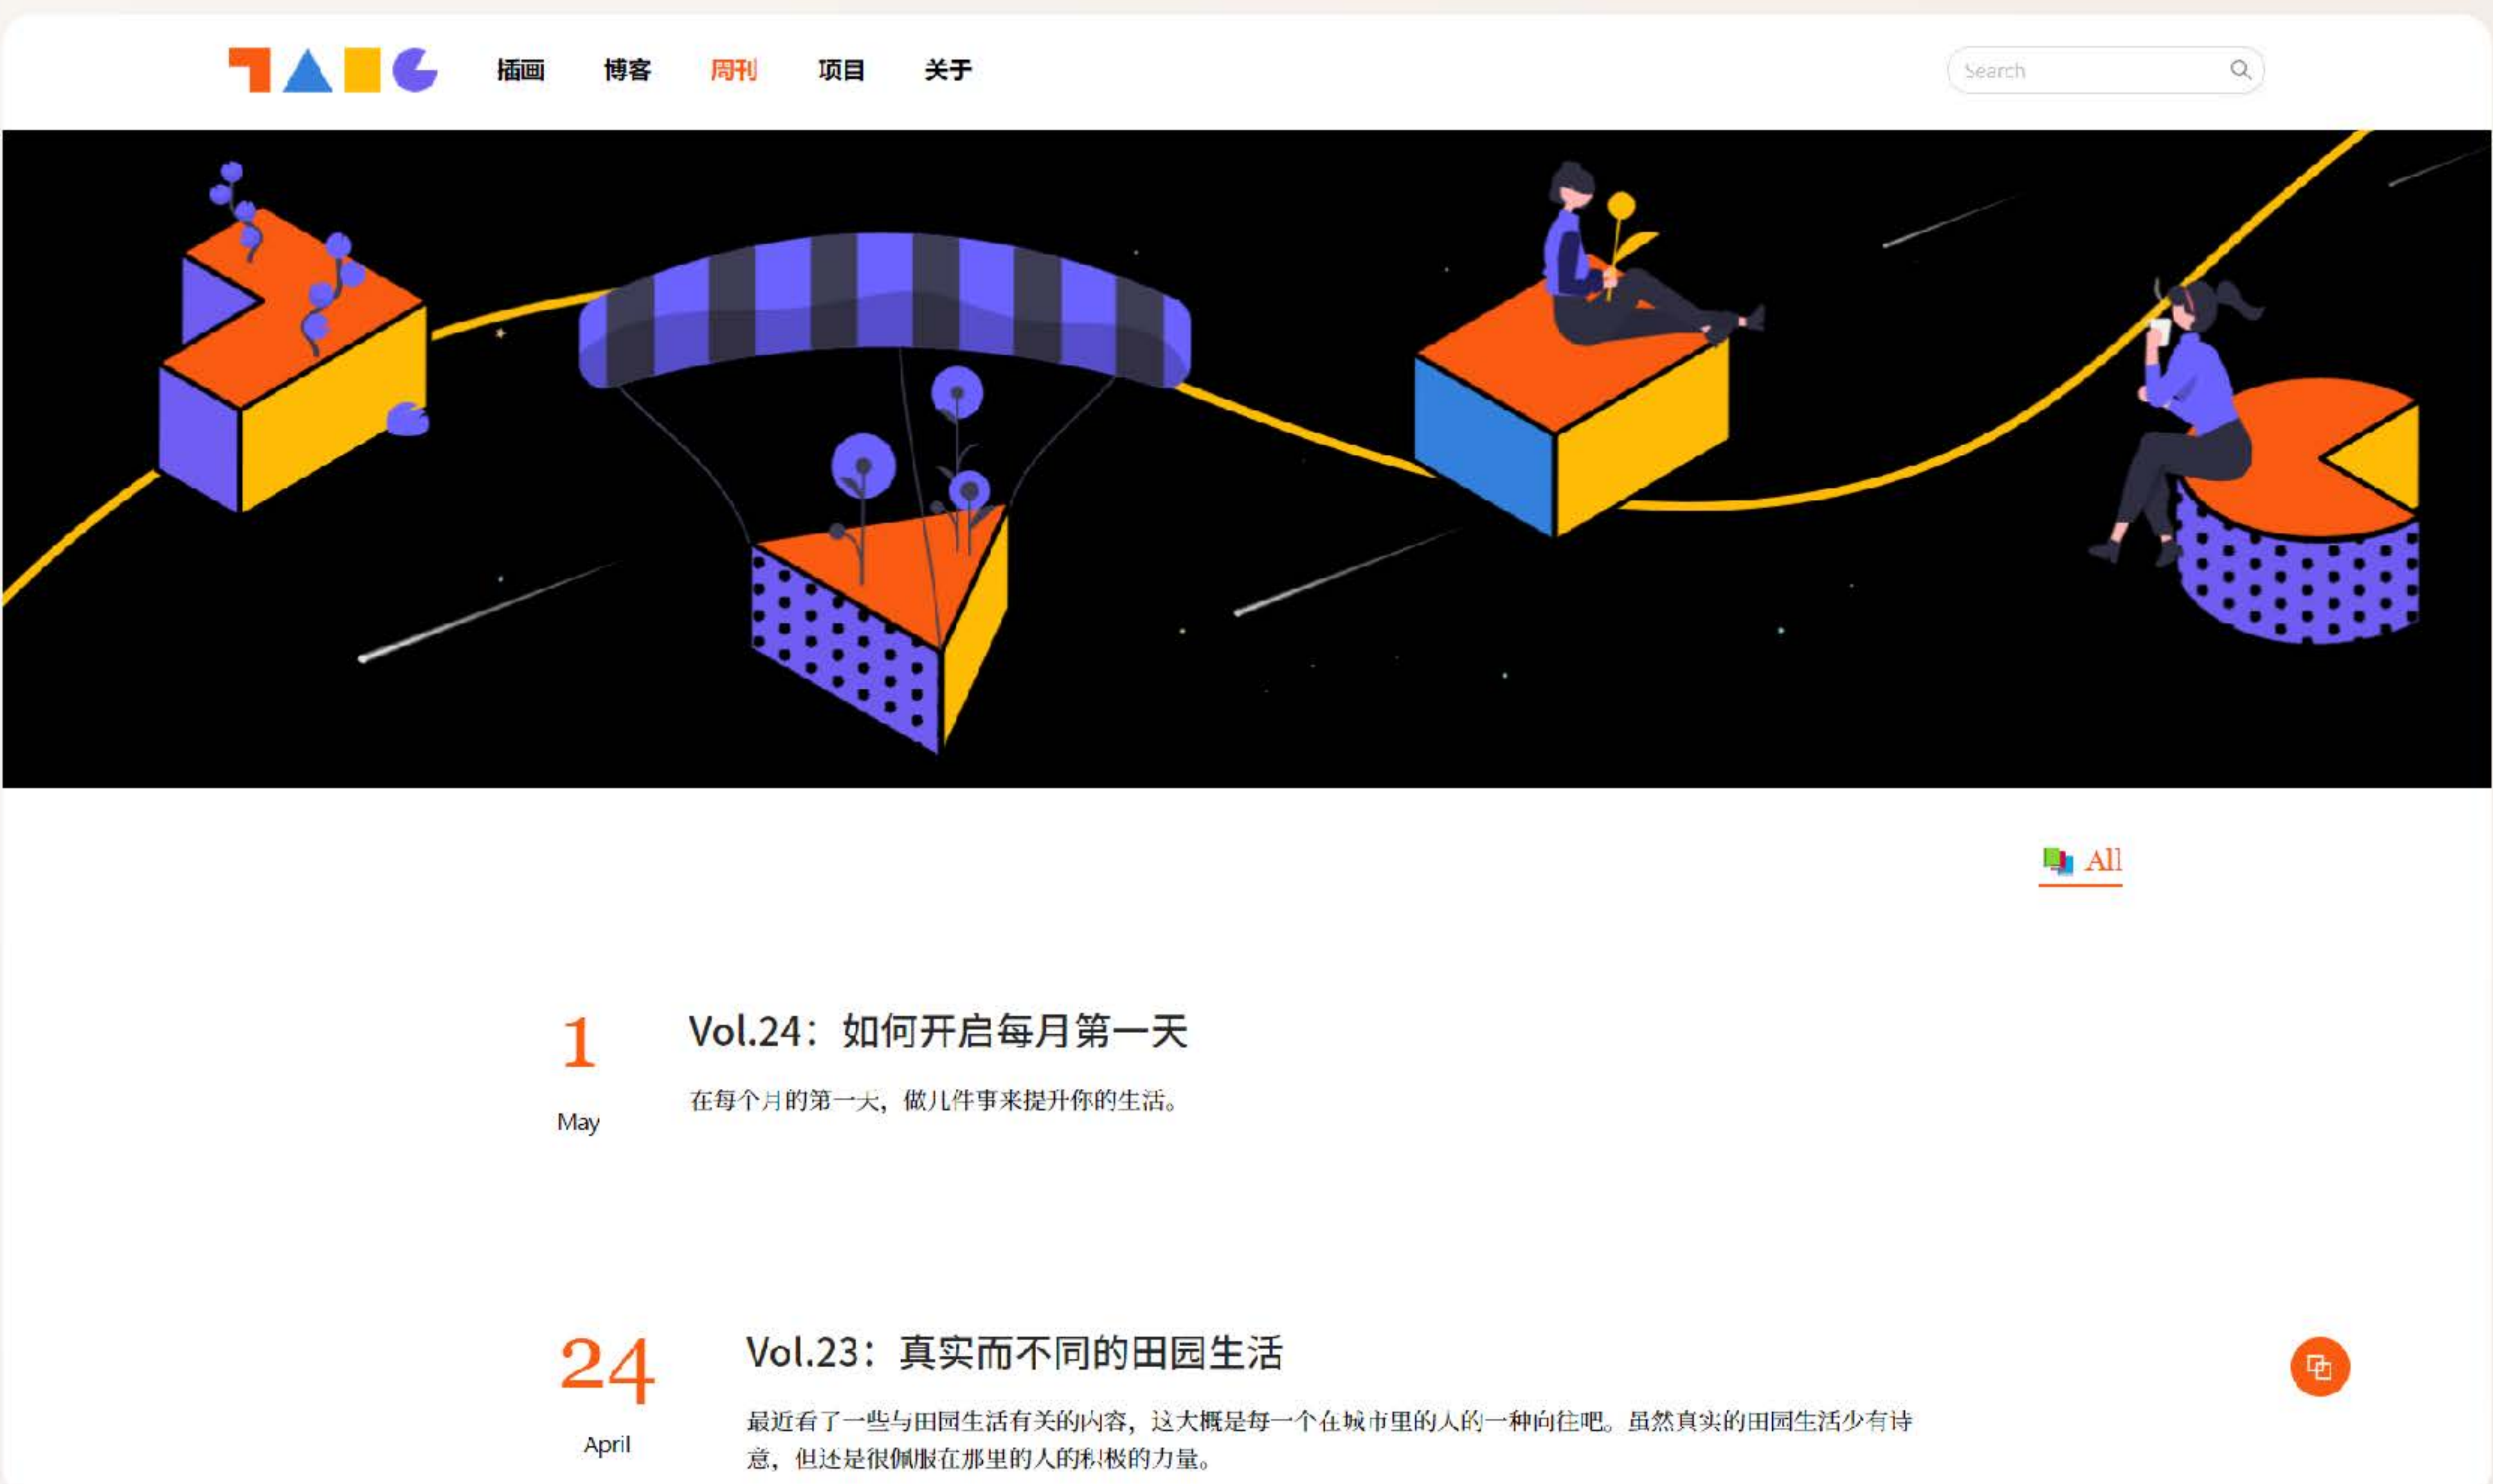 插画 博客 周刊 项目 关于 Search
All
1
May
Vol.24：如何开启每月第一天
在每个月的第一天，做几件事来提升你的生活。
24
April
Vol.23：真实而不同的田园生活
最近看了一些与田园生活有关的内容，这大概是每一个在城市里的人的一种向往吧。虽然真实的田园生活少有诗
意，但还是很佩服在那里的人的积极的力量。